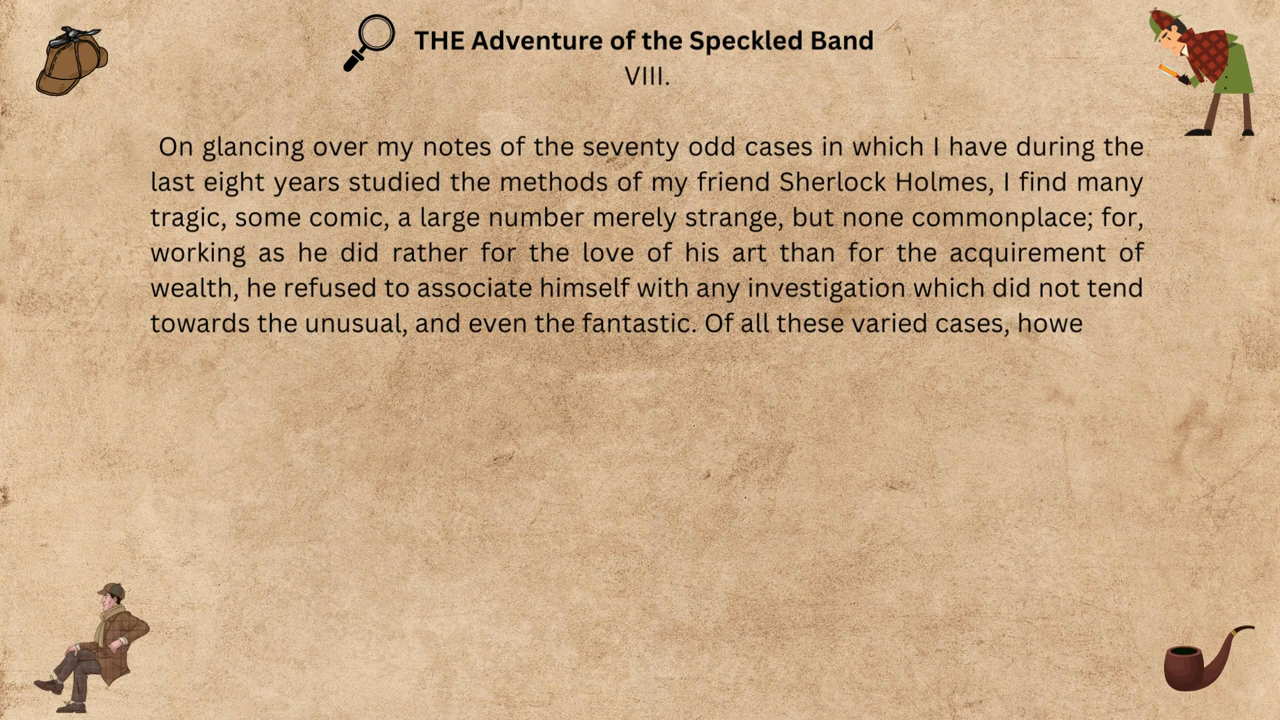 THE Adventure of the Speckled Band
VIII.
On glancing over my notes of the seventy odd cases in which I have during the
last eight years studied the methods of my friend Sherlock Holmes, I find many
tragic, some comic, a large number merely strange, but none commonplace; for,
working as he did rather for the love of his art than for the acquirement of
wealth, he refused to associate himself with any investigation which did not tend
towards the unusual, and even the fantastic. Of all these varied cases, howe